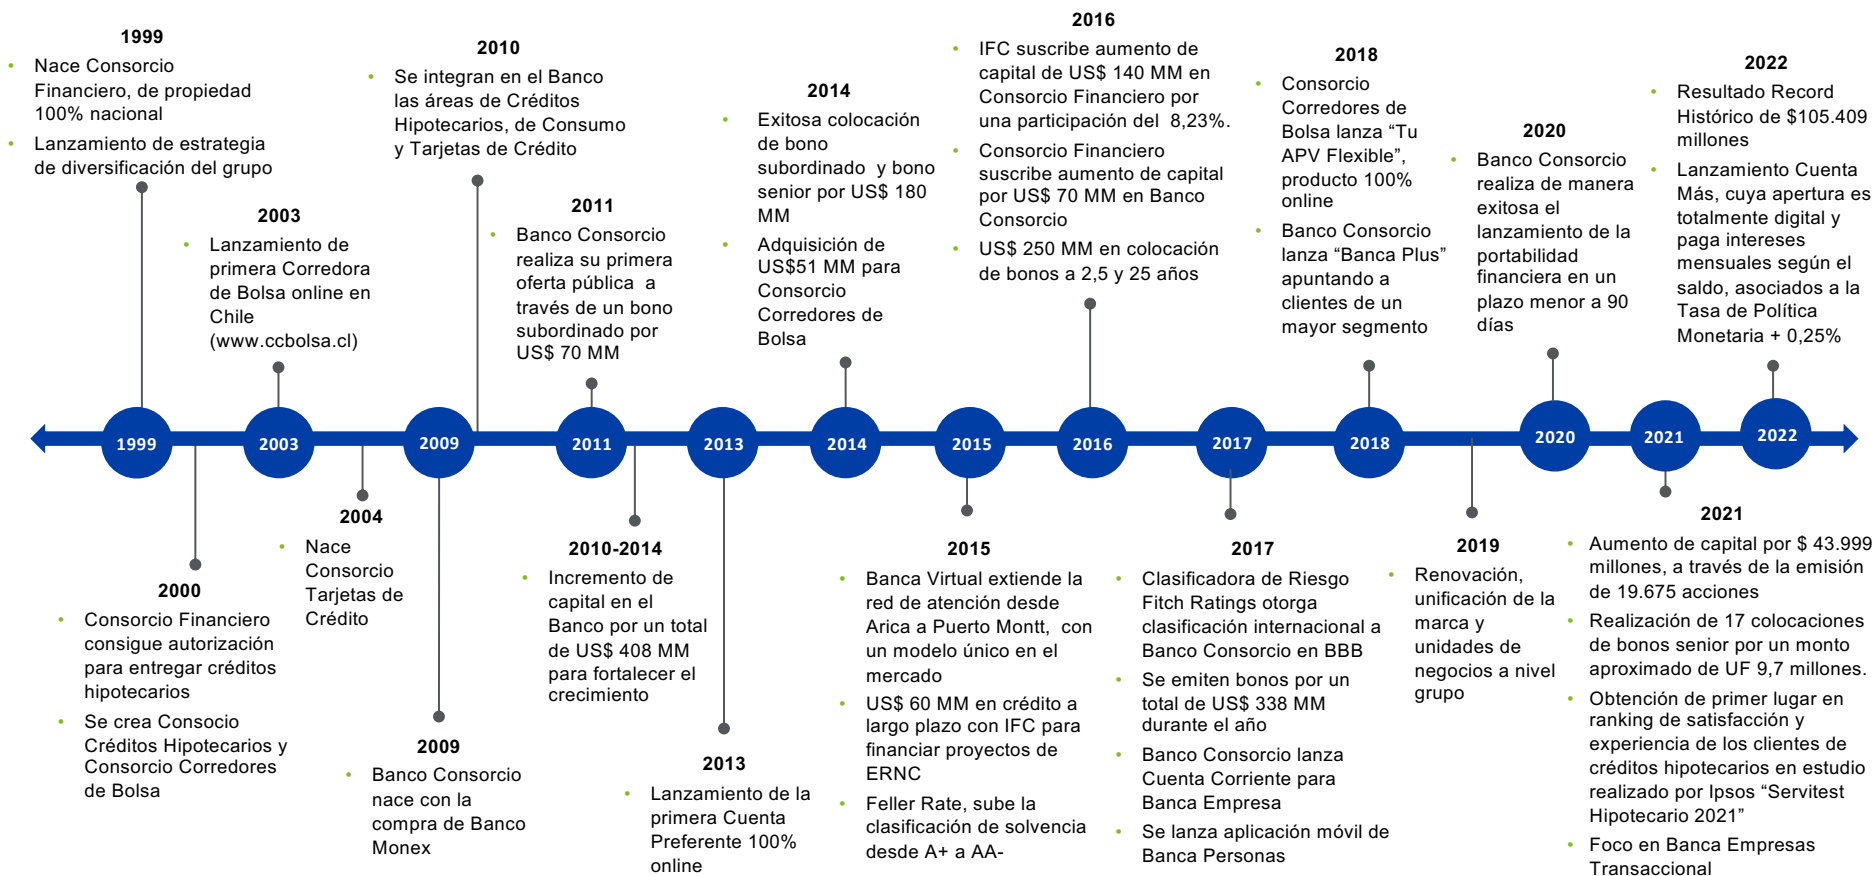 1999
• Nace Consorcio
Financiero, de propiedad
100% nacional
• Lanzamiento de estrategia
de diversificación del grupo
2003
• Lanzamiento de
primera Corredora
de Bolsa online en
Chile
(www.ccbolsa.cl)
2010
• Se integran en el Banco
las áreas de Créditos
Hipotecarios, de Consumo
y Tarjetas de Crédito
2011
• Banco Consorcio
realiza su primera
oferta pública a
través de un bono
subordinado por
US$ 70 MM
2014
• Exitosa colocación
de bono
subordinado y bono
senior por US$ 180
MM
• Adquisición de
US$51 MM para
Consorcio
Corredores de
Bolsa
2016
• IFC suscribe aumento de
capital de US$ 140 MM en
Consorcio Financiero por
una participación del 8,23%.
• Consorcio Financiero
suscribe aumento de capital
por US$ 70 MM en Banco
Consorcio
• US$ 250 MM en colocación
de bonos a 2,5 y 25 años
2018
• Consorcio
Corredores de
Bolsa lanza “Tu
APV Flexible”,
producto 100%
online
• Banco Consorcio
lanza “Banca Plus”
apuntando a
clientes de un
mayor segmento
2020
• Banco Consorcio
realiza de manera
exitosa el
lanzamiento de la
portabilidad
financiera en un
plazo menor a 90
días
2022
• Resultado Record
Histórico de $105.409
millones
• Lanzamiento Cuenta
Más, cuya apertura es
totalmente digital y
paga intereses
mensuales según el
saldo, asociados a la
Tasa de Política
Monetaria + 0,25%
1999
2003
2009
2011
2013
2014
2015
2016
2017
2018
2020
2021
2022
2000
• Consorcio Financiero
consigue autorización
para entregar créditos
hipotecarios
• Se crea Consocio
Créditos Hipotecarios y
Consorcio Corredores
de Bolsa
2004
• Nace
Consorcio
Tarjetas de
Crédito
2009
• Banco Consorcio
nace con la
compra de Banco
Monex
2010-2014
• Incremento de
capital en el
Banco por un total
de US$ 408 MM
para fortalecer el
crecimiento
2013
• Lanzamiento de la
primera Cuenta
Preferente 100%
online
2015
• Banca Virtual extiende la
red de atención desde
Arica a Puerto Montt, con
un modelo único en el
mercado
• US$ 60 MM en crédito a
largo plazo con IFC para
financiar proyectos de
ERNC
• Feller Rate, sube la
clasificación de solvencia
desde A+ a AA-
2017
• Clasificadora de Riesgo
Fitch Ratings otorga
clasificación internacional a
Banco Consorcio en BBB
• Se emiten bonos por un
total de US$ 338 MM
durante el año
• Banco Consorcio lanza
Cuenta Corriente para
Banca Empresa
• Se lanza aplicación móvil de
Banca Personas
2019
• Renovación,
unificación de la
marca y
unidades de
negocios a nivel
grupo
2021
• Aumento de capital por $ 43.999
millones, a través de la emisión
de 19.675 acciones
• Realización de 17 colocaciones
de bonos senior por un monto
aproximado de UF 9,7 millones.
• Obtención de primer lugar en
ranking de satisfacción y
experiencia de los clientes de
créditos hipotecarios en estudio
realizado por Ipsos “Servitest
Hipotecario 2021”
• Foco en Banca Empresas
Transaccional